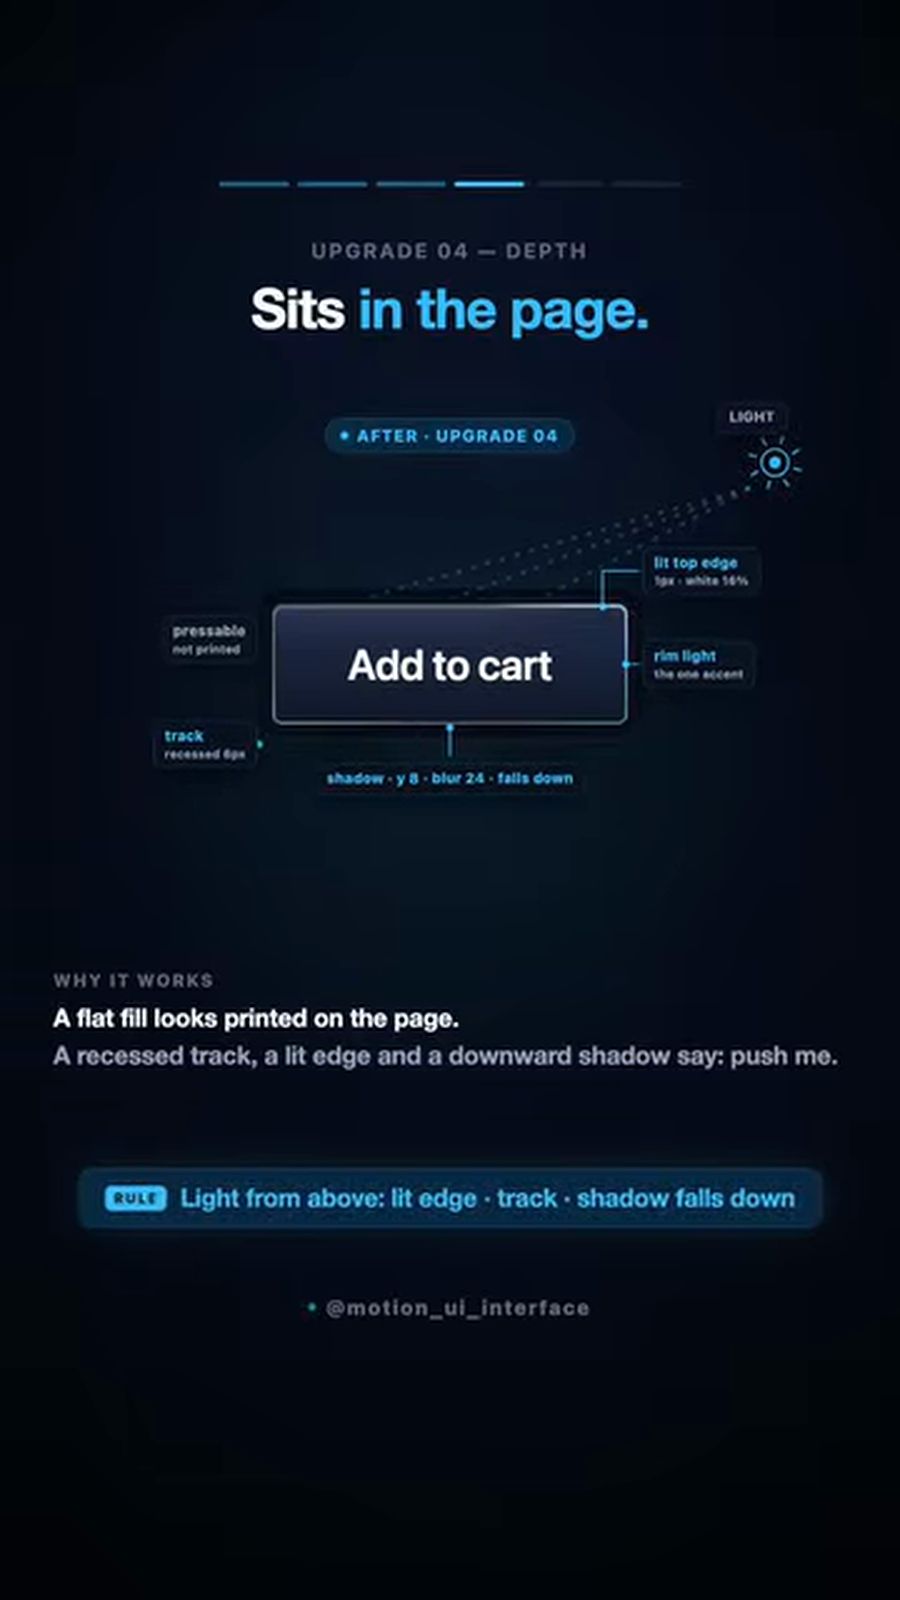 UPGRADE 04 — DEPTH
Sits in the page.
AFTER · UPGRADE 04
LIGHT
lit top edge
1px · white 16%
pressable
not printed
Add to cart
rim light
the one accent
track
recessed 6px
shadow · y 8 · blur 24 · falls down
WHY IT WORKS
A flat fill looks printed on the page.
A recessed track, a lit edge and a downward shadow say: push me.
RULE Light from above: lit edge · track · shadow falls down
@motion_ui_interface